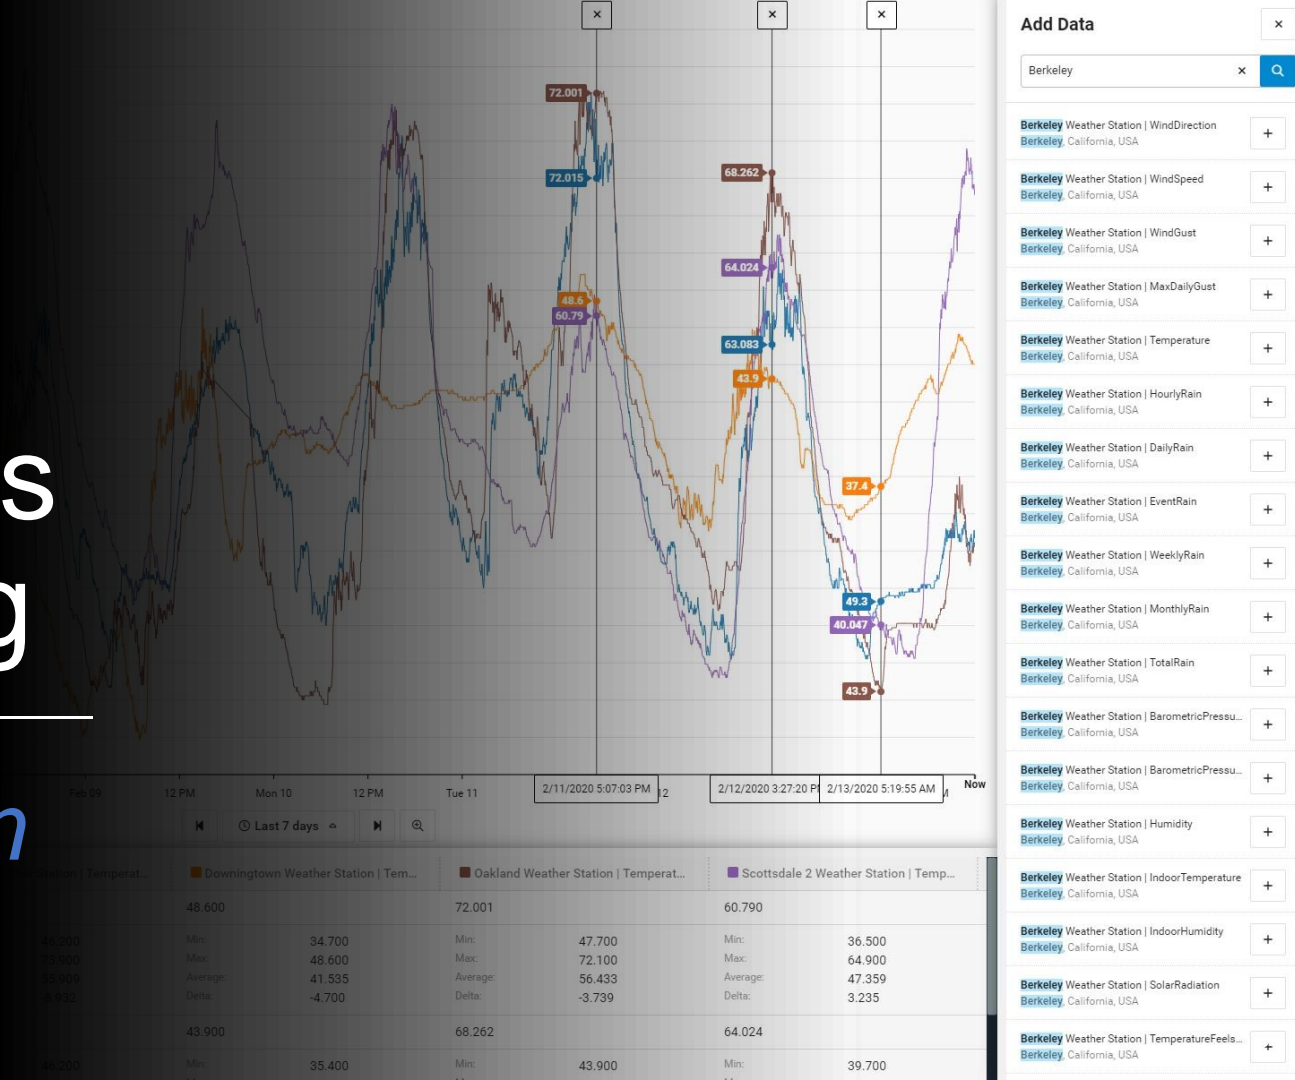 s
g
n
×
×
×
72.001
72.015
48.6
60.79
68.262
64.024
63.083
43.9
37.4
49.3
40.047
43.9
Feb 09
12 PM
Mon 10
12 PM
Tue 11
2/11/2020 5:07:03 PM
12
2/12/2020 3:27:20 P
2/13/2020 5:19:55 AM
Now
Last 7 days
Temperat...
Downingtown Weather Station | Tem...
Oakland Weather Station | Temperat...
Scottsdale 2 Weather Station | Temp...
48.600
72.001
60.790
Min: 34.700
Max: 48.600
Average: 41.535
Delta: -4.700
Min: 47.700
Max: 72.100
Average: 56.433
Delta: -3.739
Min: 36.500
Max: 64.900
Average: 47.359
Delta: 3.235
43.900
68.262
64.024
Min: 35.400
Min: 43.900
Min: 39.700
Add Data
×
Berkeley
×
Berkeley Weather Station | WindDirection
Berkeley, California, USA
+
Berkeley Weather Station | WindSpeed
Berkeley, California, USA
+
Berkeley Weather Station | WindGust
Berkeley, California, USA
+
Berkeley Weather Station | MaxDailyGust
Berkeley, California, USA
+
Berkeley Weather Station | Temperature
Berkeley, California, USA
+
Berkeley Weather Station | HourlyRain
Berkeley, California, USA
+
Berkeley Weather Station | DailyRain
Berkeley, California, USA
+
Berkeley Weather Station | EventRain
Berkeley, California, USA
+
Berkeley Weather Station | WeeklyRain
Berkeley, California, USA
+
Berkeley Weather Station | MonthlyRain
Berkeley, California, USA
+
Berkeley Weather Station | TotalRain
Berkeley, California, USA
+
Berkeley Weather Station | BarometricPressu...
Berkeley, California, USA
+
Berkeley Weather Station | BarometricPressu...
Berkeley, California, USA
+
Berkeley Weather Station | Humidity
Berkeley, California, USA
+
Berkeley Weather Station | IndoorTemperature
Berkeley, California, USA
+
Berkeley Weather Station | IndoorHumidity
Berkeley, California, USA
+
Berkeley Weather Station | SolarRadiation
Berkeley, California, USA
+
Berkeley Weather Station | TemperatureFeels...
Berkeley, California, USA
+